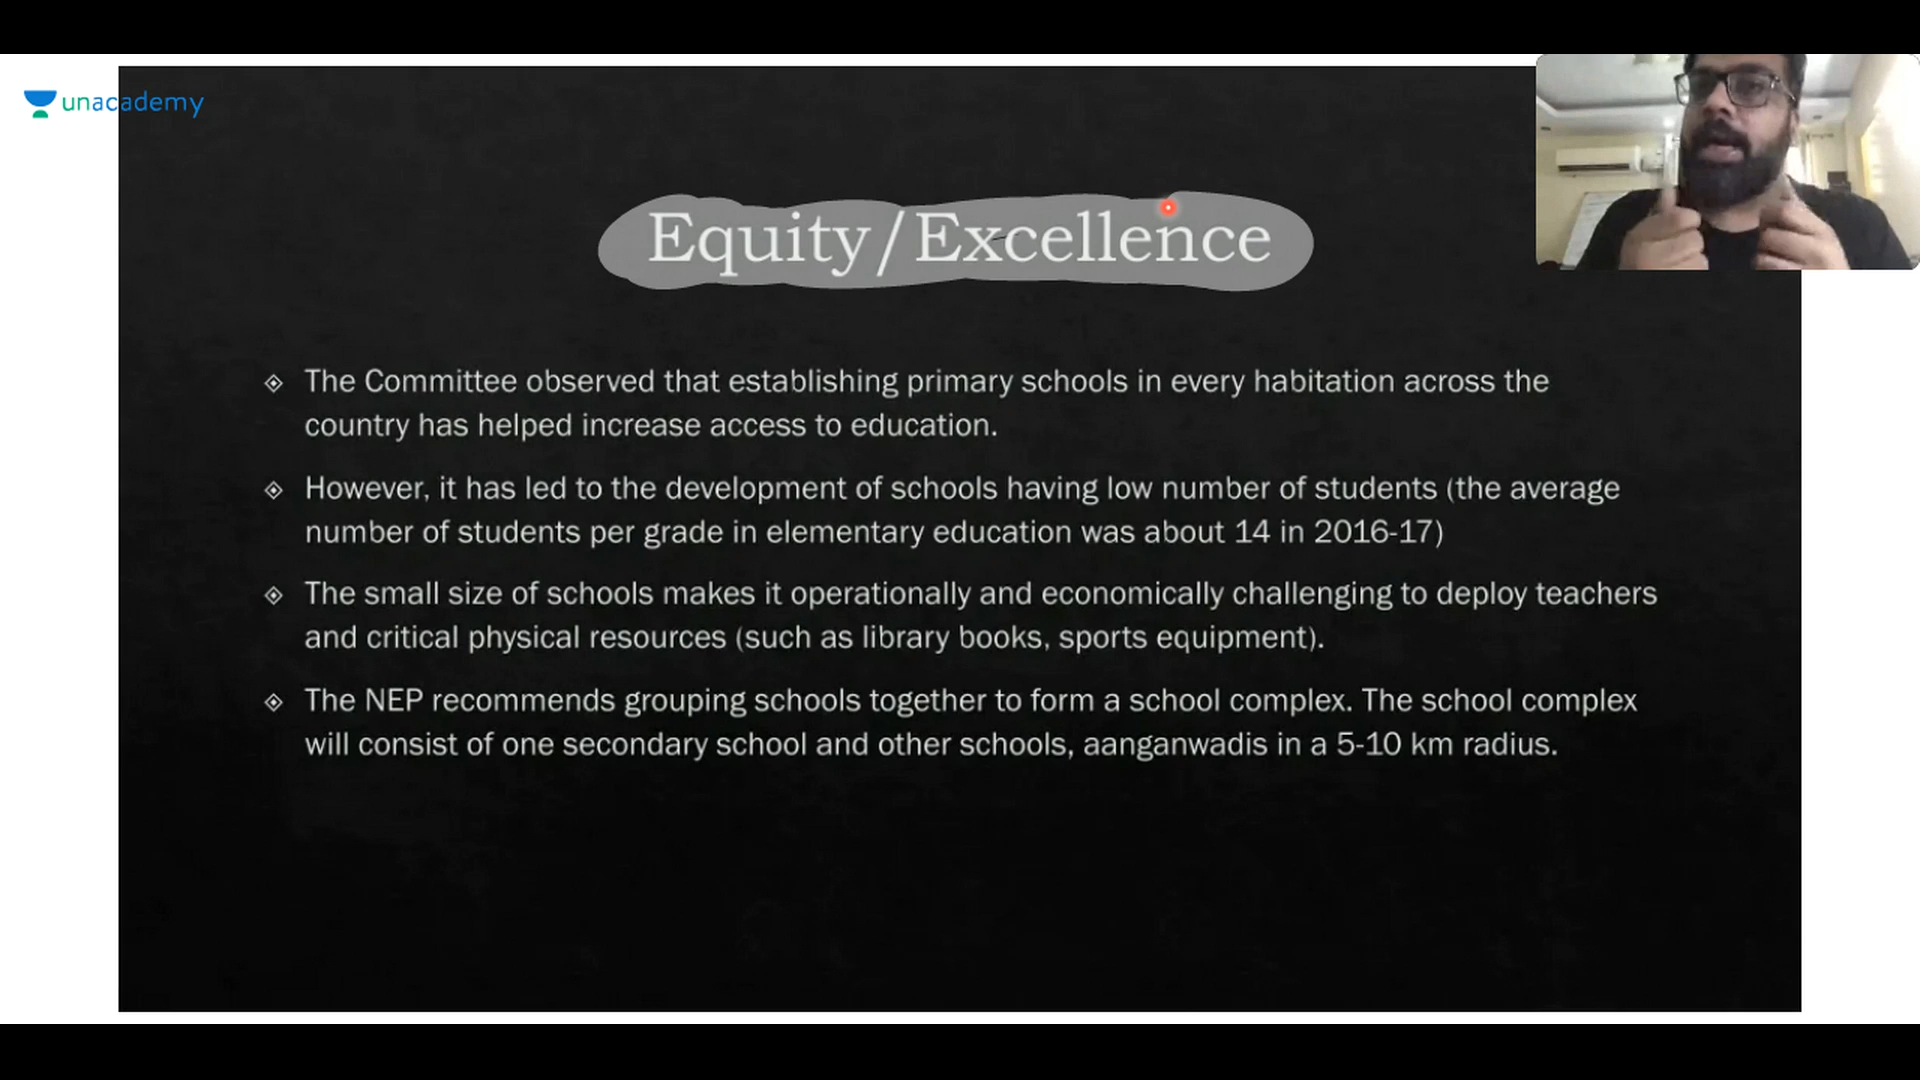 unacademy
Equity/Excellence
The Committee observed that establishing primary schools in every habitation across the
country has helped increase access to education.
However, it has led to the development of schools having low number of students (the average
number of students per grade in elementary education was about 14 in 2016-17)
The small size of schools makes it operationally and economically challenging to deploy teachers
and critical physical resources (such as library books, sports equipment).
The NEP recommends grouping schools together to form a school complex. The school complex
will consist of one secondary school and other schools, aanganwadis in a 5-10 km radius.